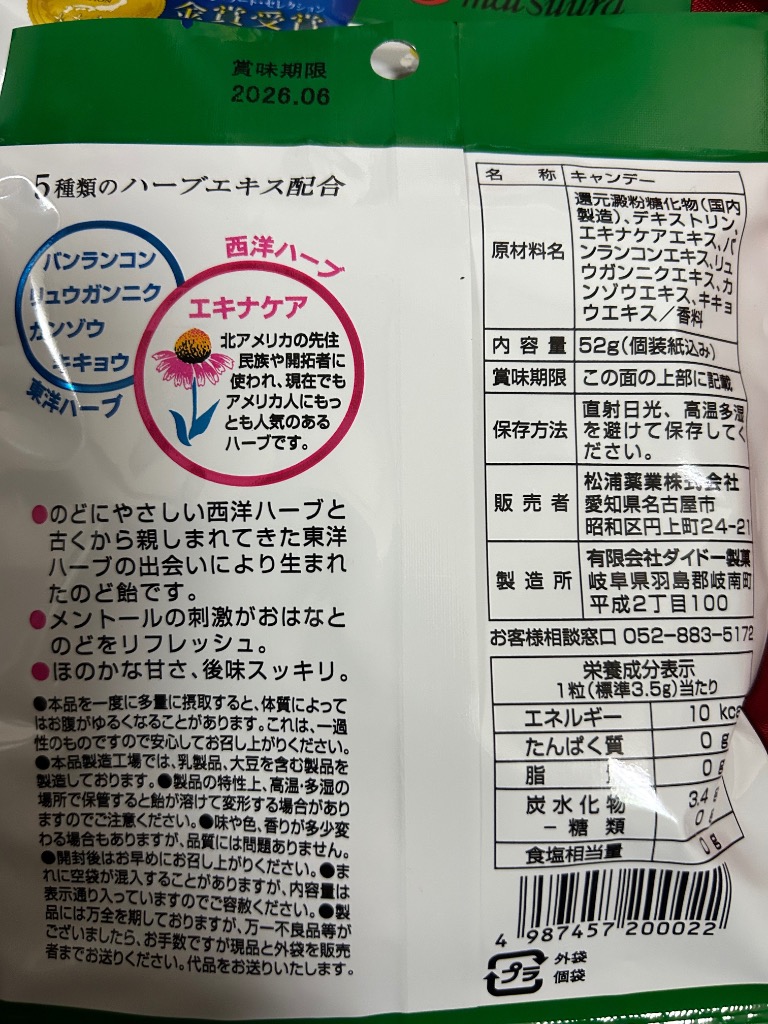 金賞受賞
matsuura
賞味期限
2026.06
5種類のハーブエキス配合
バンランコン
リュウガンニク
カンゾウ
キキョウ
東洋ハーブ
西洋ハーブ
エキナケア
北アメリカの先住
民族や開拓者に
使われ、現在でも
アメリカ人にもっ
とも人気のある
ハーブです。
●のどにやさしい西洋ハーブと
古くから親しまれてきた東洋
ハーブの出会いにより生まれ
たのど飴です。
●メントールの刺激がおはなと
のどをリフレッシュ。
●ほのかな甘さ、後味スッキリ。
●本品を一度に多量に摂取すると、体質によって
はお腹がゆるくなることがあります。これは、一過
性のものですので安心してお召し上がりください。
●本品製造工場では、乳製品、大豆を含む製品を
製造しております。●製品の特性上、高温・多湿の
場所で保管すると飴が溶けて変形する場合があり
ますのでご注意ください。●味や色、香りが多少変
わる場合もありますが、品質には問題ありません。
●開封後はお早めにお召し上がりください。●ま
れに空袋が混入することがありますが、内容量は
表示通り入っていますのでご容赦ください。●製
品には万全を期しておりますが、万一不良品等が
ございましたら、お手数ですが現品と外袋を販売
者までお送りください。代品をお送りいたします。
名称 キャンデー
原材料名 還元澱粉糖化物(国内
製造)、デキストリン、
エキナケアエキス、バ
ンランコンエキス、リュ
ウガンニクエキス、カ
ンゾウエキス、キキョ
ウエキス/香料
内容量 52g(個装紙込み)
賞味期限 この面の上部に記載
保存方法 直射日光、高温多湿
を避けて保存してく
ださい。
販売者 松浦薬業株式会社
愛知県名古屋市
昭和区円上町24-21
製造所 有限会社ダイドー製菓
岐阜県羽島郡岐南町
平成2丁目100
お客様相談窓口 052-883-5172
栄養成分表示
1粒(標準3.5g)当たり
エネルギー 10 kc
たんぱく質 0 g
脂質 0 g
炭水化物 3.4 g
-糖類 0 g
食塩相当量 0 g
4 987457 200022
プラ
外袋
個袋